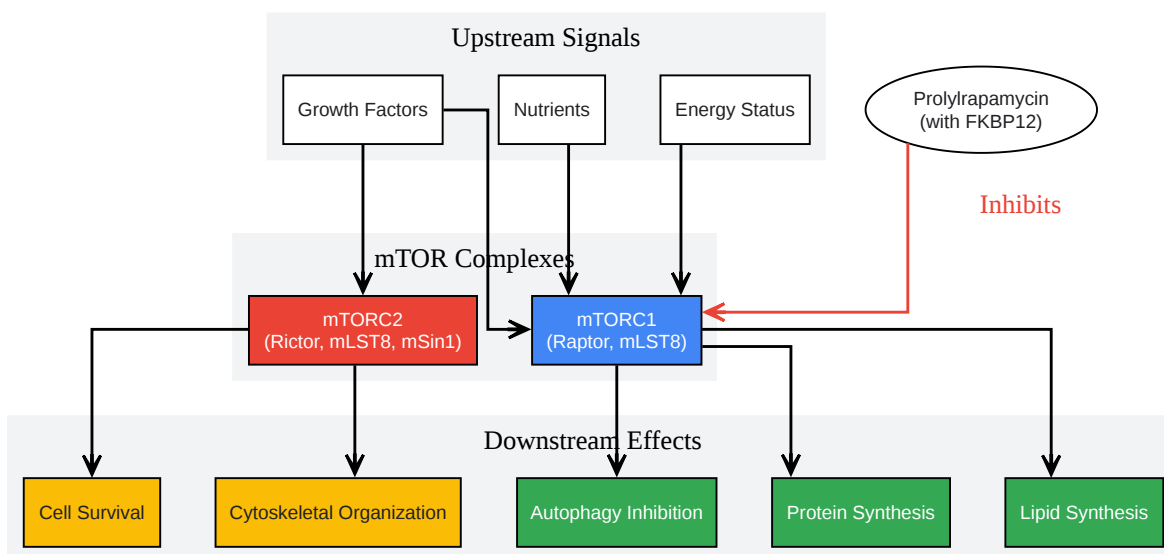 Upstream Signals
Growth Factors
Nutrients
Energy Status
Prolylrapamycin
(with FKBP12)
Inhibits
mTOR Complexes
mTORC2
(Rictor, mLST8, mSin1)
mTORC1
(Raptor, mLST8)
Downstream Effects
Cell Survival
Cytoskeletal Organization
Autophagy Inhibition
Protein Synthesis
Lipid Synthesis